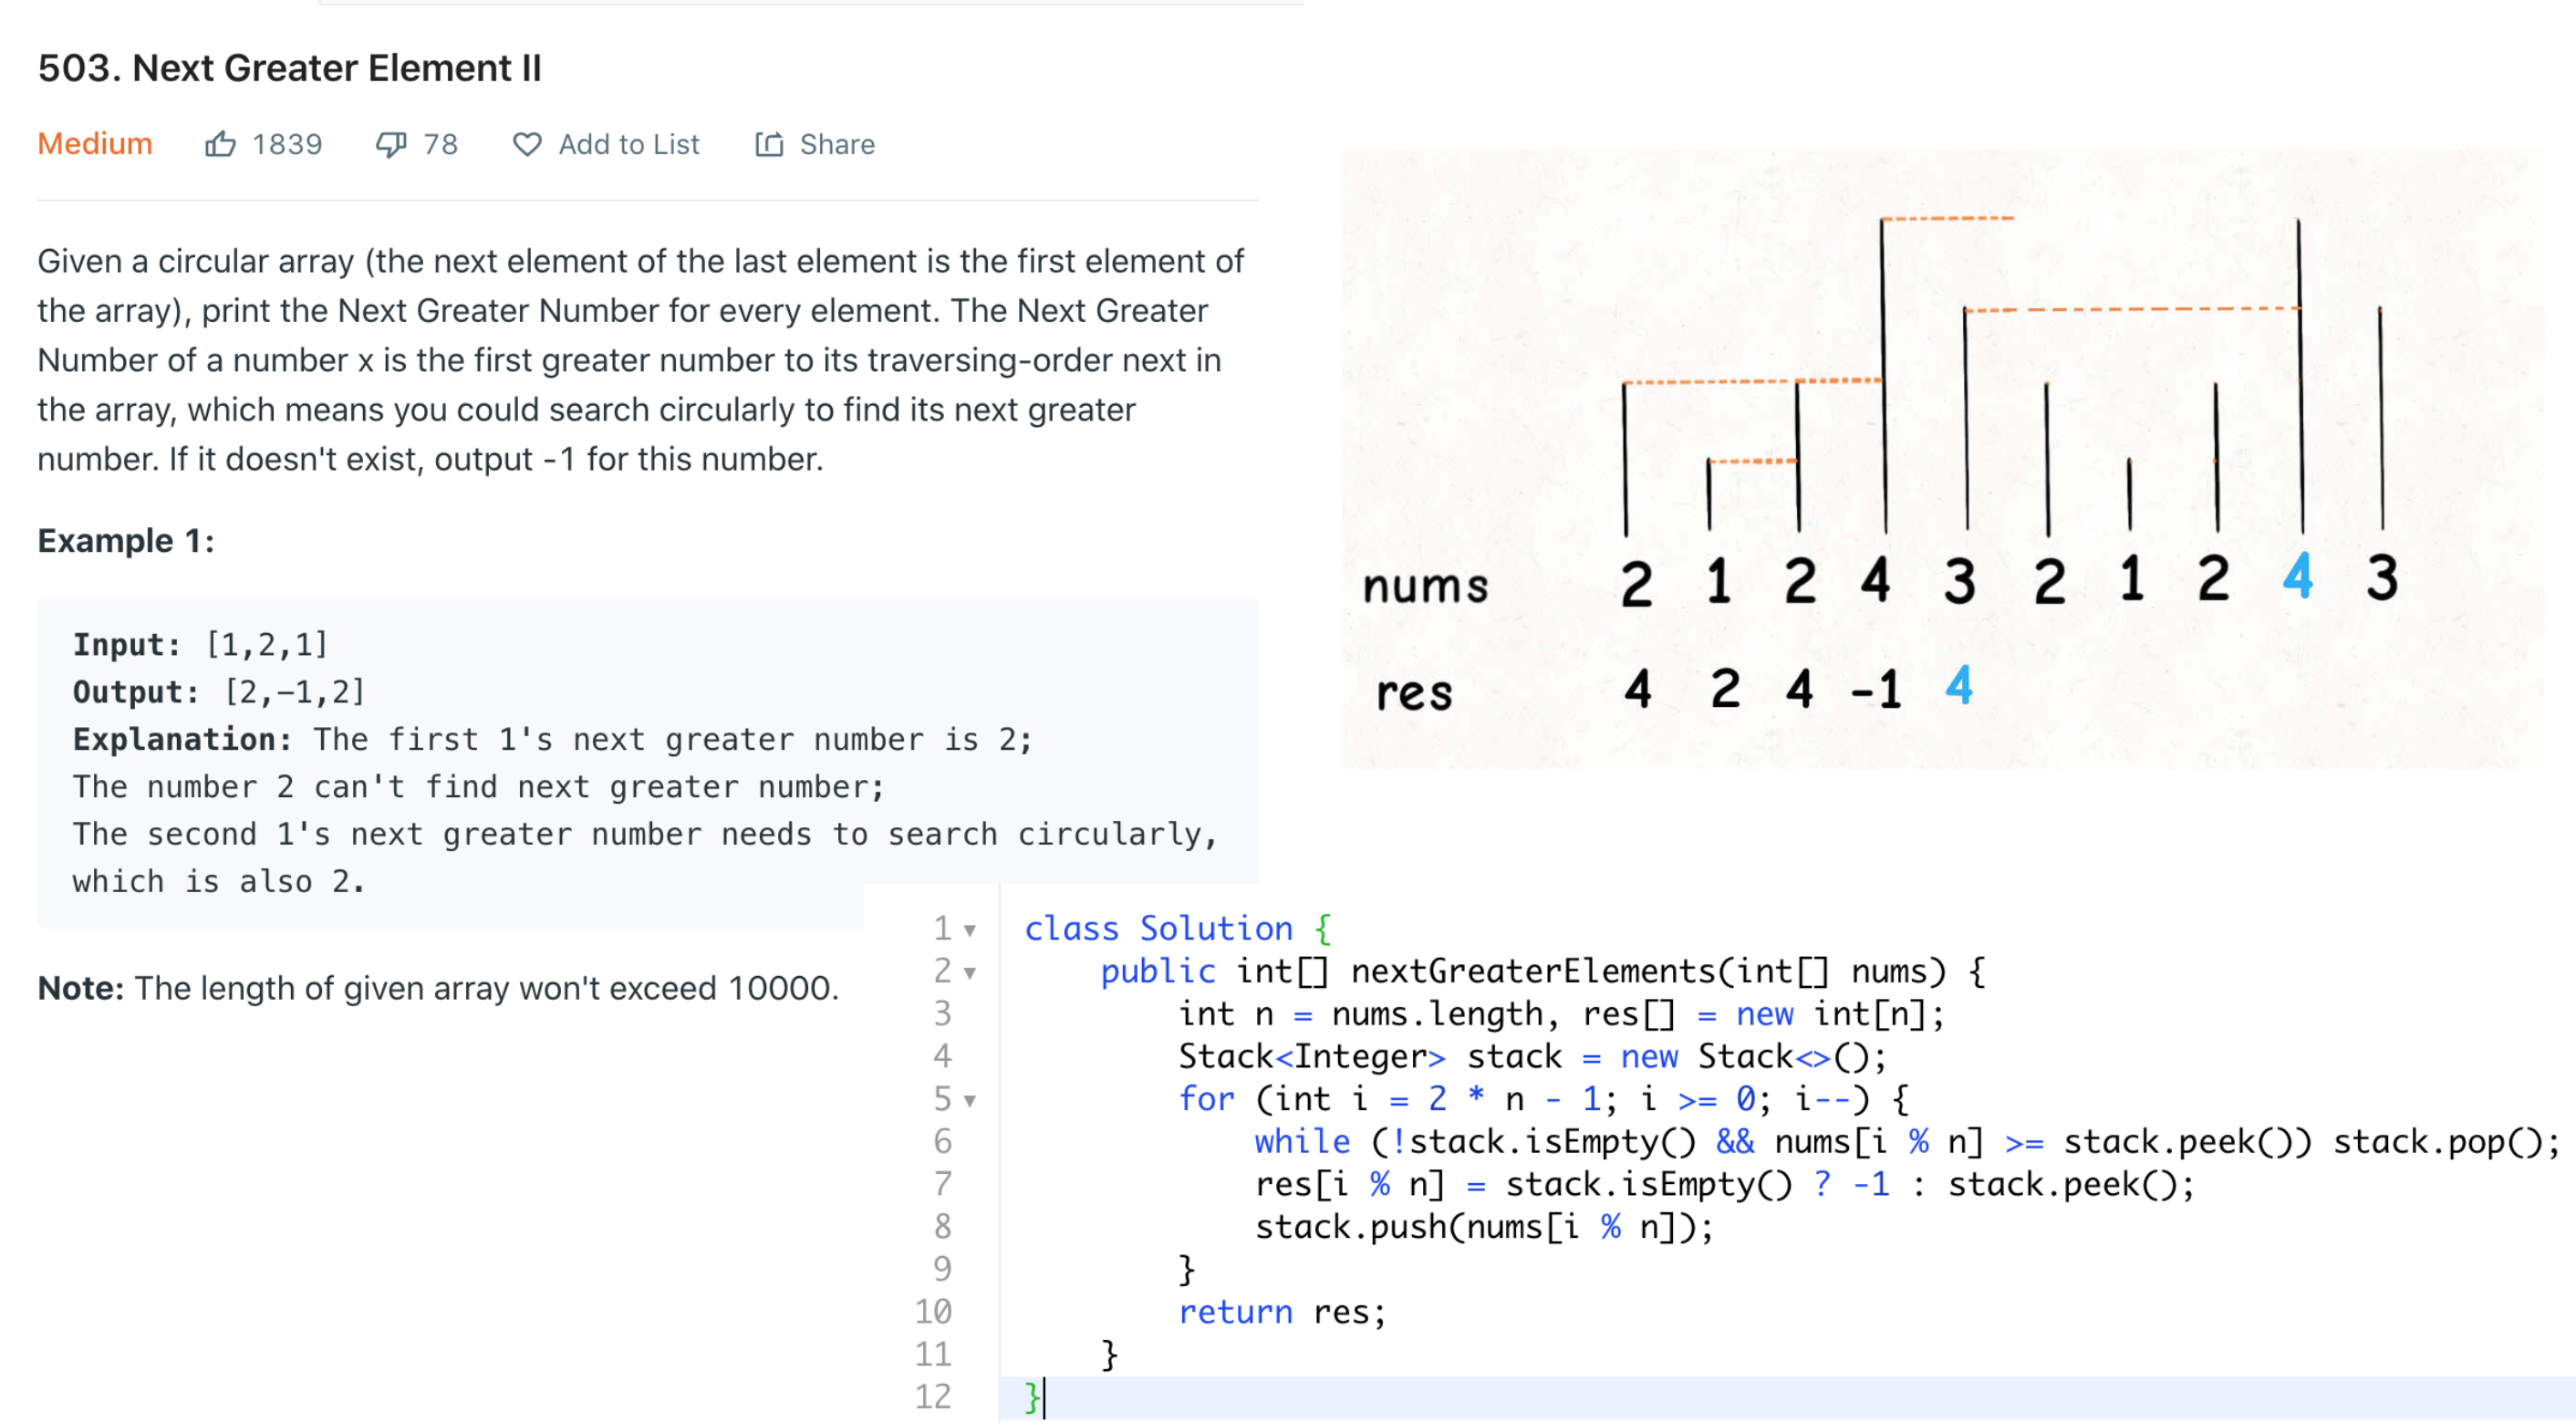 503. Next Greater Element II
Medium 1839 78 Add to List Share
Given a circular array (the next element of the last element is the first element of
the array), print the Next Greater Number for every element. The Next Greater
Number of a number x is the first greater number to its traversing-order next in
the array, which means you could search circularly to find its next greater
number. If it doesn't exist, output -1 for this number.
Example 1:
Input: [1,2,1]
Output: [2,-1,2]
Explanation: The first 1's next greater number is 2;
The number 2 can't find next greater number;
The second 1's next greater number needs to search circularly,
which is also 2.
Note: The length of given array won't exceed 10000.
nums 2 1 2 4 3 2 1 2 4 3
res 4 2 4 -1 4
1 class Solution {
2 public int[] nextGreaterElements(int[] nums) {
3 int n = nums.length, res[] = new int[n];
4 Stack<Integer> stack = new Stack<>();
5 for (int i = 2 * n - 1; i >= 0; i--) {
6 while (!stack.isEmpty() && nums[i % n] >= stack.peek()) stack.pop();
7 res[i % n] = stack.isEmpty() ? -1 : stack.peek();
8 stack.push(nums[i % n]);
9 }
10 return res;
11 }
12 }